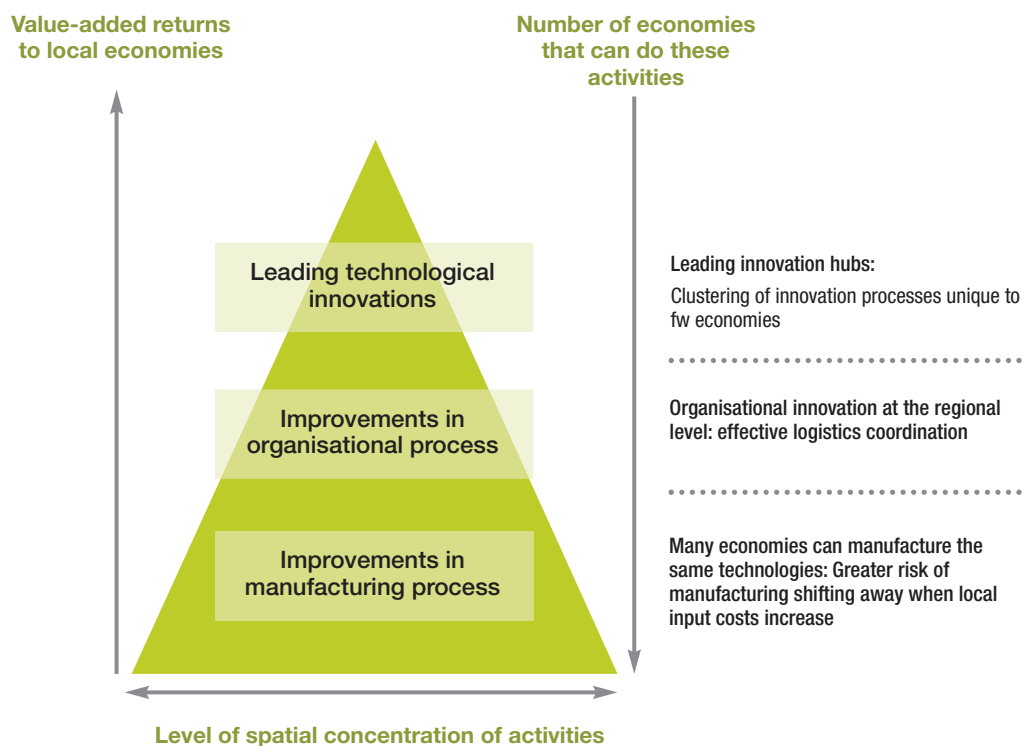 Value-added returns
to local economies
Number of economies
that can do these
activities
Leading technological
innovations
Leading innovation hubs:
Clustering of innovation processes unique to
fw economies
Improvements in
organisational process
Organisational innovation at the regional
level: effective logistics coordination
Improvements in
manufacturing process
Many economies can manufacture the
same technologies: Greater risk of
manufacturing shifting away when local
input costs increase
Level of spatial concentration of activities